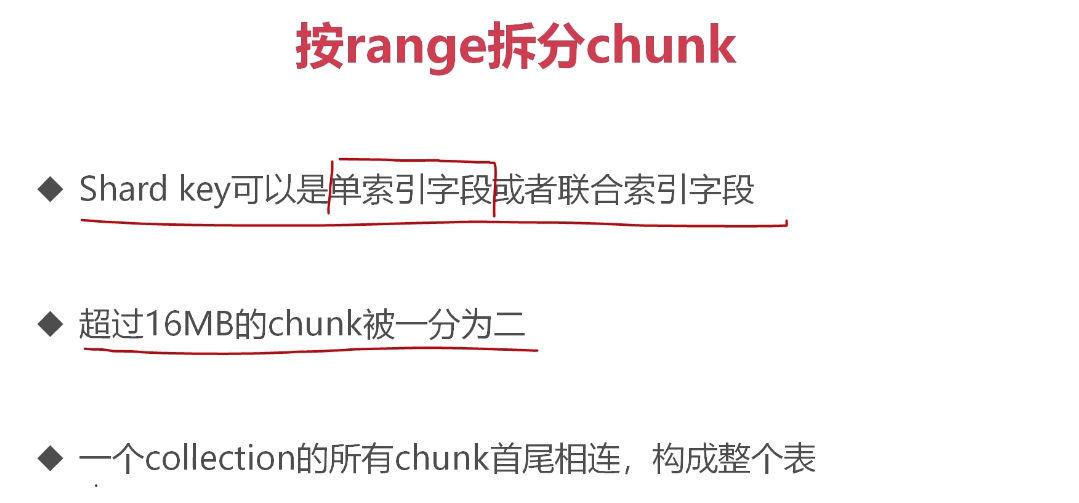 按range拆分chunk
Shard key可以是单索引字段或者联合索引字段
超过16MB的chunk被一分为二
一个collection的所有chunk首尾相连，构成整个表